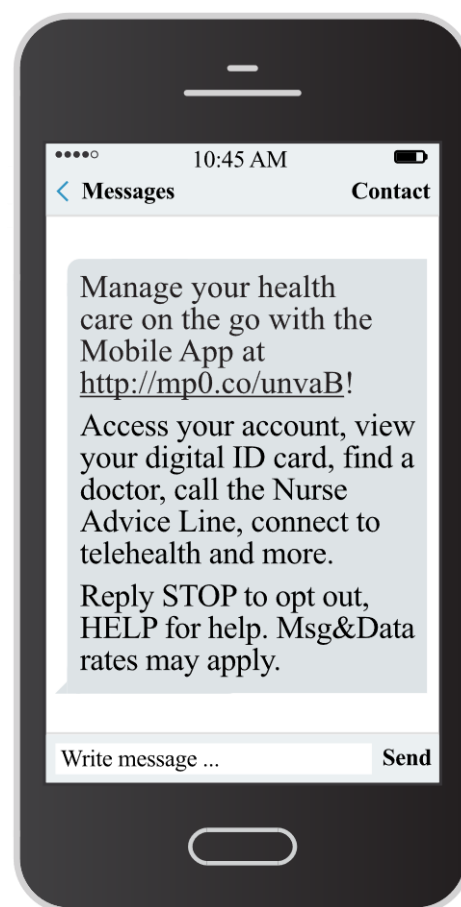 10:45 AM
Messages
Contact
Manage your health
care on the go with the
Mobile App at
http://mp0.co/unvaB!
Access your account, view
your digital ID card, find a
doctor, call the Nurse
Advice Line, connect to
telehealth and more.
Reply STOP to opt out,
HELP for help. Msg&Data
rates may apply.
Write message ...
Send